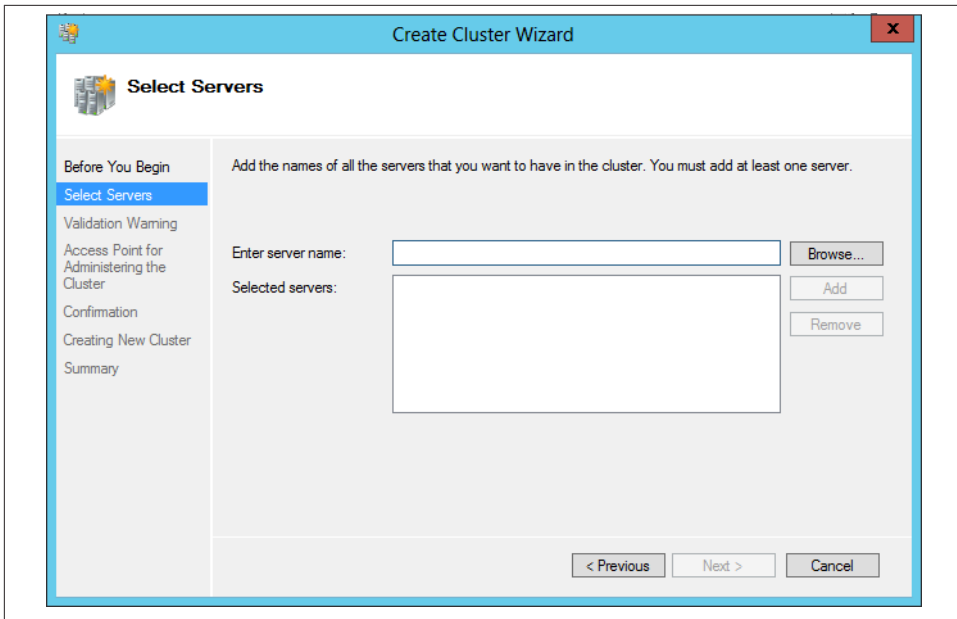 Create Cluster Wizard
x
Select Servers
Before You Begin
Select Servers
Validation Warning
Access Point for
Administering the
Cluster
Confirmation
Creating New Cluster
Summary
Add the names of all the servers that you want to have in the cluster. You must add at least one server.
Enter server name:
Browse...
Selected servers:
Add
Remove
< Previous
Next >
Cancel